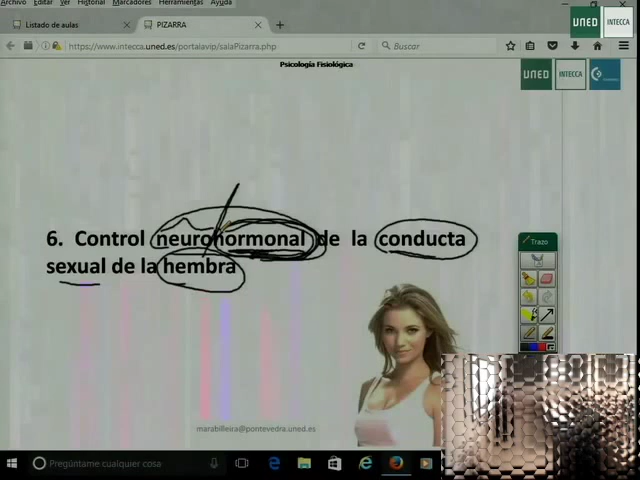 Archivo Editar Ver Historial Marcadores Herramientas Ayuda
Listado de aulas
PIZARRA
UNED INTECCA
https://www.intecca.uned.es/portalavip/salaPizarra.php
Buscar
Psicología Fisiológica
UNED INTECCA
6. Control neurohormonal de la conducta
sexual de la hembra
Trazo
marabilleira@pontevedra.uned.es
Pregúntame cualquier cosa